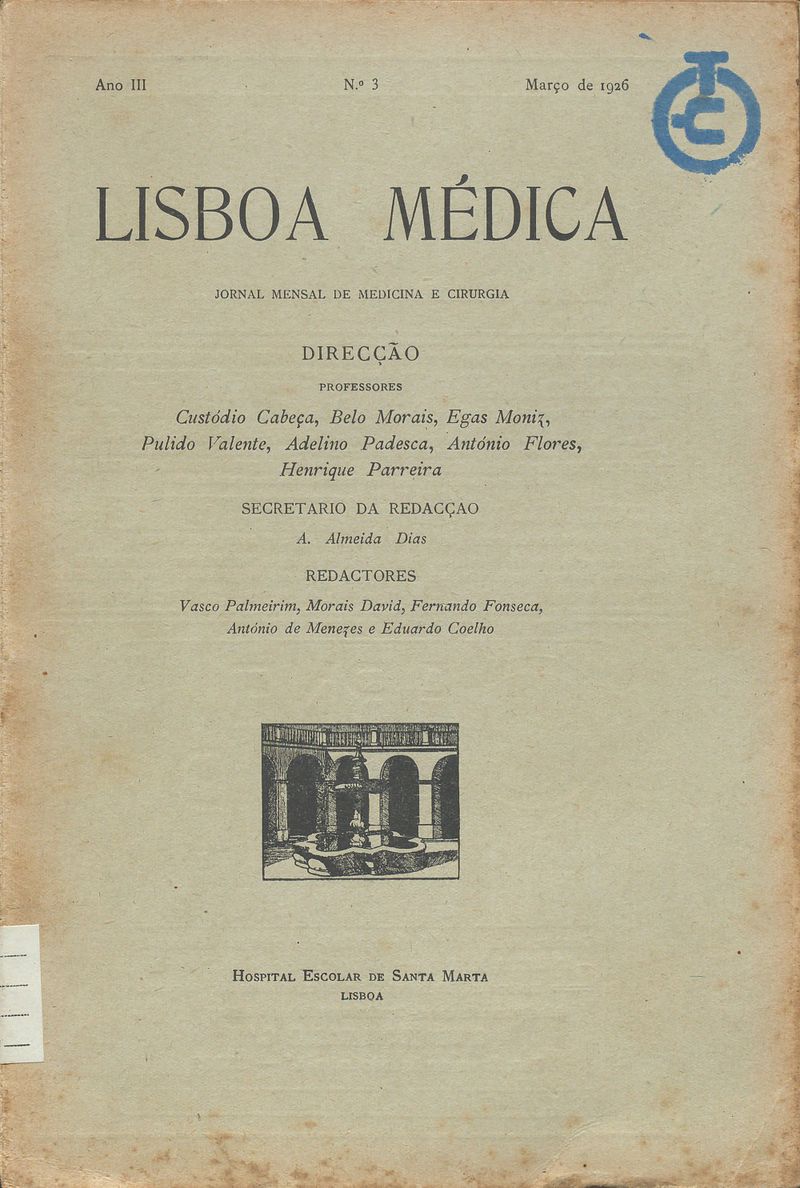 Ano III
N.º 3
Março de 1926
TC
LISBOA MÉDICA
JORNAL MENSAL DE MEDICINA E CIRURGIA
DIRECÇÃO
PROFESSORES
Custódio Cabeça, Belo Morais, Egas Moniz,
Pulido Valente, Adelino Padesca, António Flores,
Henrique Parreira
SECRETARIO DA REDACÇAO
A. Almeida Dias
REDACTORES
Vasco Palmeirim, Morais David, Fernando Fonseca,
António de Menezes e Eduardo Coelho
HOSPITAL ESCOLAR DE SANTA MARTA
LISBOA